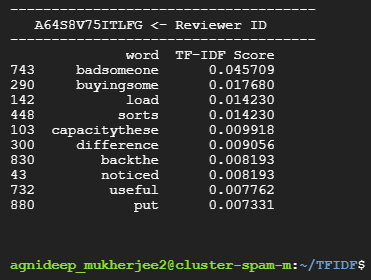 --------------------------------------
A64S8V75ITLFG <- Reviewer ID
--------------------------------------
word TF-IDF Score
743 badsomeone 0.045709
290 buyingsome 0.017680
142 load 0.014230
448 sorts 0.014230
103 capacitythese 0.009918
300 difference 0.009056
830 backthe 0.008193
43 noticed 0.008193
732 useful 0.007762
880 put 0.007331
agnideep_mukherjee2@cluster-spam-m:~/TFIDF$